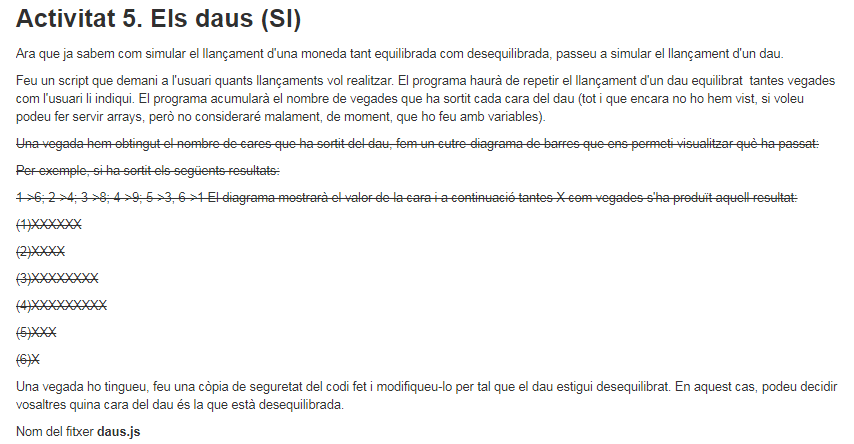 Activitat 5. Els daus (SI)
Ara que ja sabem com simular el llançament d'una moneda tant equilibrada com desequilibrada, passeu a simular el llançament d'un dau.
Feu un script que demani a l'usuari quants llançaments vol realitzar. El programa haurà de repetir el llançament d'un dau equilibrat tantes vegades
com l'usuari li indiqui. El programa acumularà el nombre de vegades que ha sortit cada cara del dau (tot i que encara no ho hem vist, si voleu
podeu fer servir arrays, però no consideraré malament, de moment, que ho feu amb variables).
Una vegada hem obtingut el nombre de cares que ha sortit del dau, fem un cutre diagrama de barres que ens permeti visualitzar què ha passat:
Per exemple, si ha sortit els següents resultats:
1->6; 2->4; 3->8; 4->9; 5->3, 6->1 El diagrama mostrarà el valor de la cara i a continuació tantes X com vegades s'ha produït aquell resultat:
(1)XXXXXX
(2)XXXX
(3)XXXXXXXX
(4)XXXXXXXXX
(5)XXX
(6)X
Una vegada ho tingueu, feu una còpia de seguretat del codi fet i modifiqueu-lo per tal que el dau estigui desequilibrat. En aquest cas, podeu decidir
vosaltres quina cara del dau és la que està desequilibrada.
Nom del fitxer daus.js